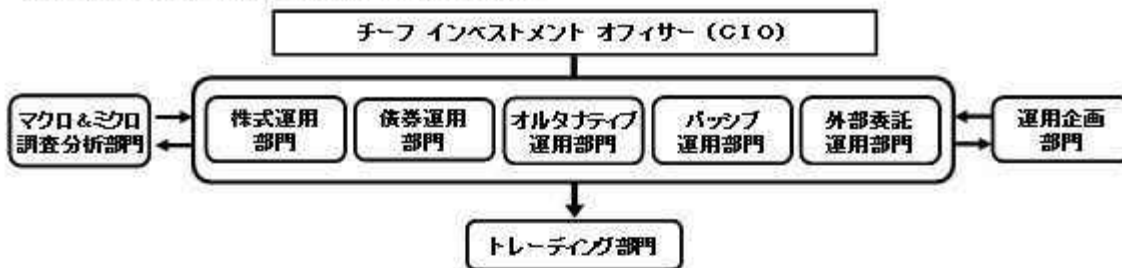 チーフ インベストメント オフィサー(CIO)
マクロ&ミクロ
調査分析部門
株式運用
部門
債券運用
部門
オルタナティブ
運用部門
パッシブ
運用部門
外部委託
運用部門
運用企画
部門
トレーディング部門